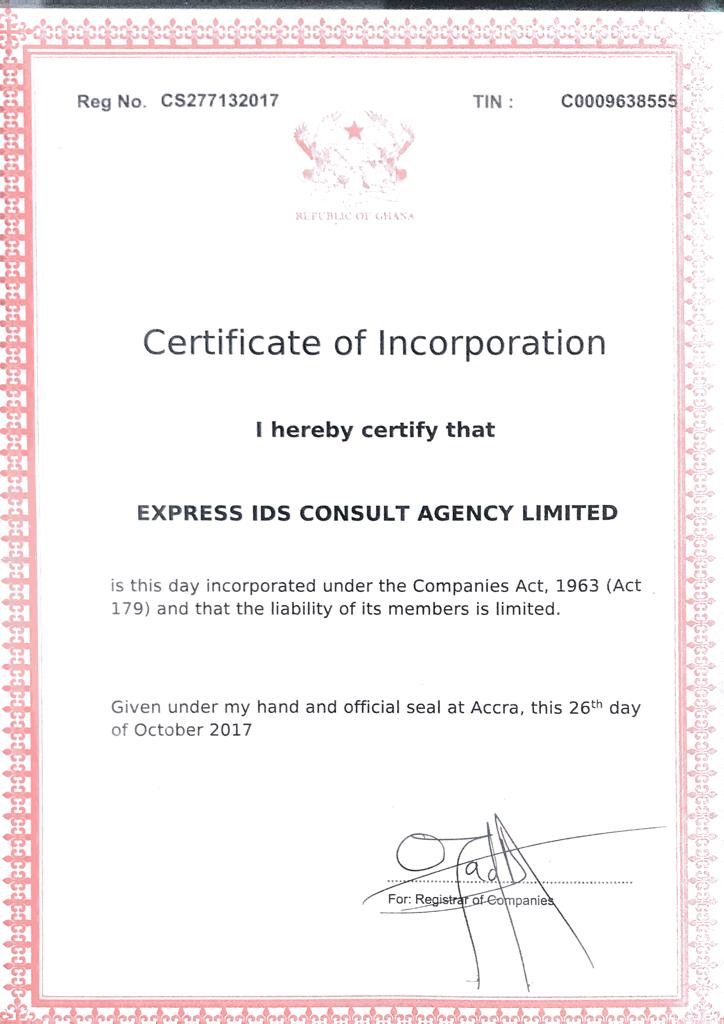 Reg No. CS277132017 TIN : C0009638555
REPUBLIC OF GHANA
Certificate of Incorporation
I hereby certify that
EXPRESS IDS CONSULT AGENCY LIMITED
is this day incorporated under the Companies Act, 1963 (Act
179) and that the liability of its members is limited.
Given under my hand and official seal at Accra, this 26th day
of October 2017
For: Registrar of Companies